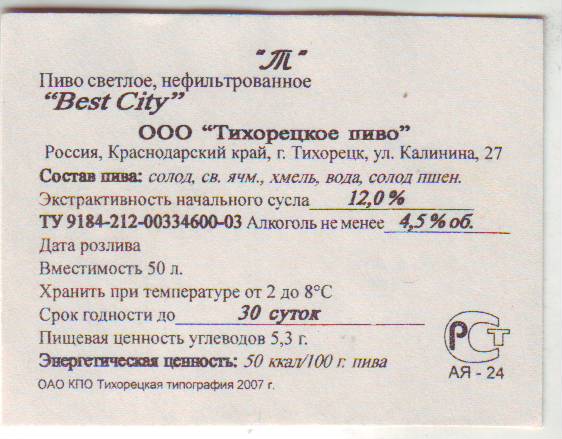 "Т"
Пиво светлое, нефильтрованное
"Best City"
ООО "Тихорецкое пиво"
Россия, Краснодарский край, г. Тихорецк, ул. Калинина, 27
Состав пива: солод, св. ячм., хмель, вода, солод пшен.
Экстрактивность начального сусла 12,0 %
ТУ 9184-212-00334600-03 Алкоголь не менее 4,5 % об.
Дата розлива
Вместимость 50 л.
Хранить при температуре от 2 до 8°С
Срок годности до 30 суток
Пищевая ценность углеводов 5,3 г.
Энергетическая ценность: 50 ккал/100 г. пива
РСТ
АЯ - 24
ОАО КПО Тихорецкая типография 2007 г.